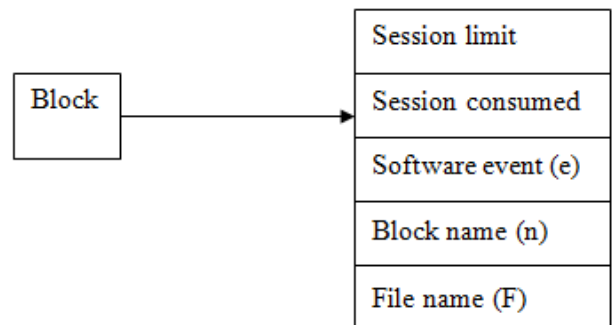 Block
Session limit
Session consumed
Software event (e)
Block name (n)
File name (F)